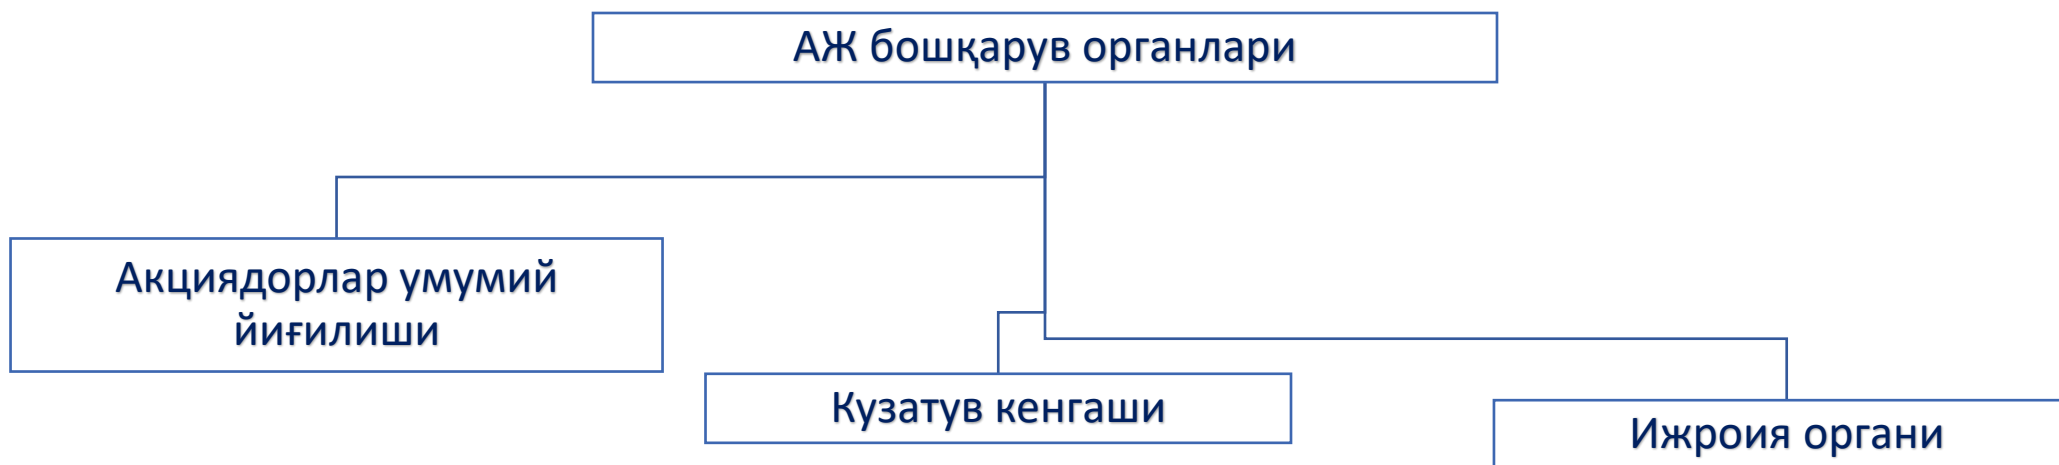 АЖ бошқарув органлари
Акциядорлар умумий
йиғилиши
Кузатув кенгаши
Ижроия органи